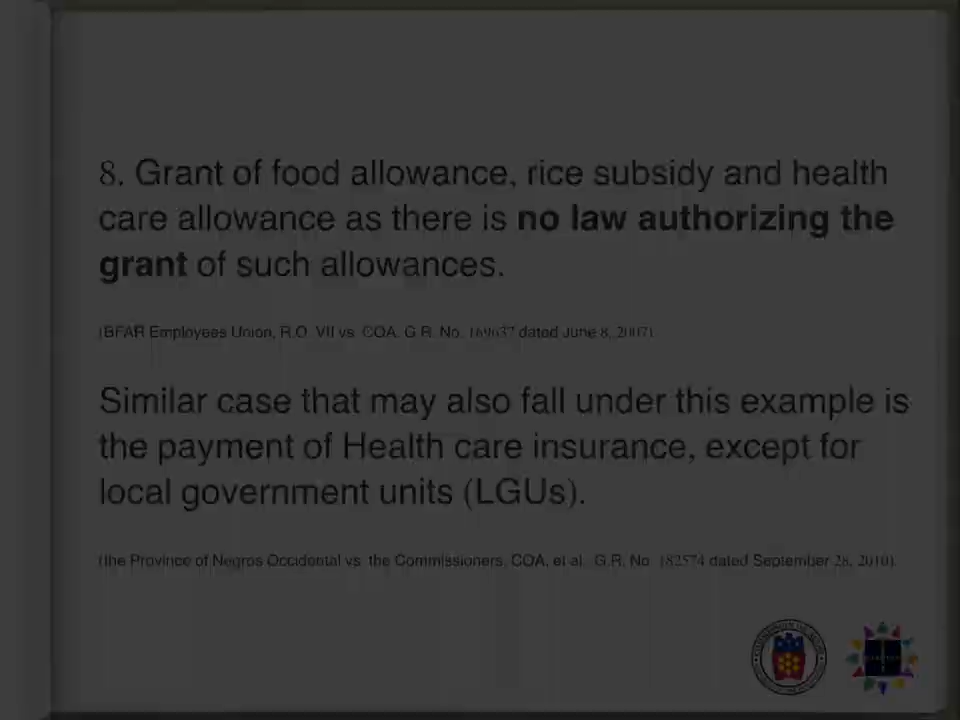 8. Grant of food allowance, rice subsidy and health
care allowance as there is no law authorizing the
grant of such allowances.
(BFAR Employees Union, R.O. VII vs. COA, G.R. No. 169637 dated June 8, 2007)
Similar case that may also fall under this example is
the payment of Health care insurance, except for
local government units (LGUs).
(the Province of Negros Occidental vs. the Commissioners, COA, et al., G.R. No. 182574 dated September 28, 2010)